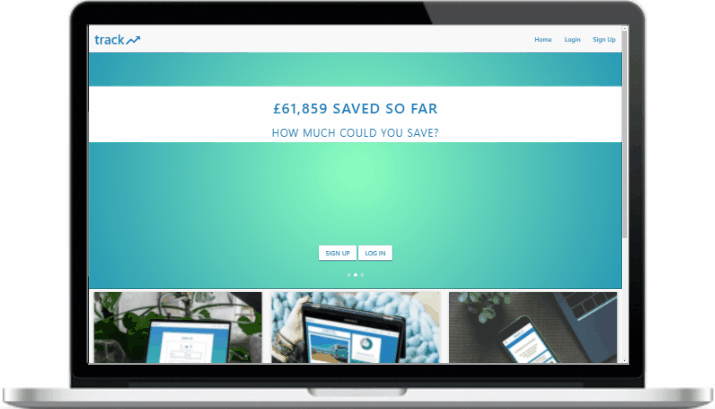 track
Home Login Sign Up
£61,859 SAVED SO FAR
HOW MUCH COULD YOU SAVE?
SIGN UP LOG IN